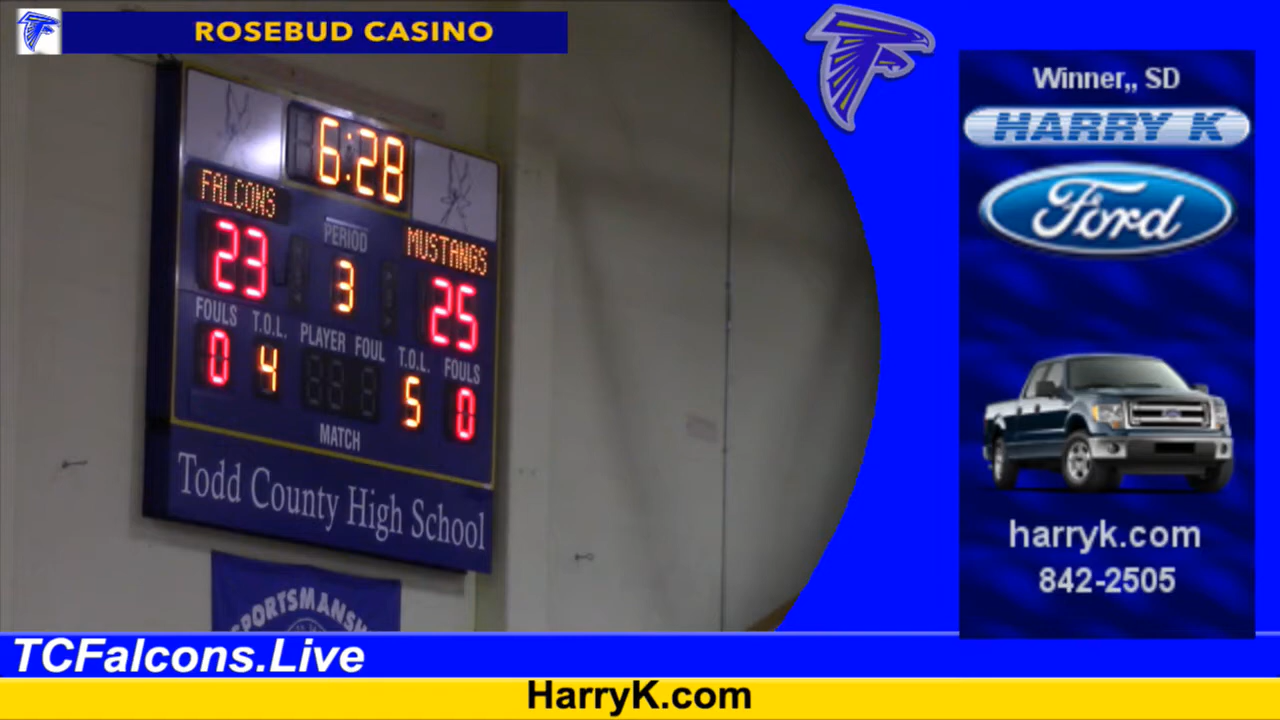 ROSEBUD CASINO
6:28
FALCONS
PERIOD
MUSTANGS
23
3
25
FOULS T.O.L. PLAYER FOUL T.O.L. FOULS
0 4 5 0
MATCH
Todd County High School
Winner,, SD
HARRY K
Ford
harryk.com
842-2505
TCFalcons.Live
HarryK.com